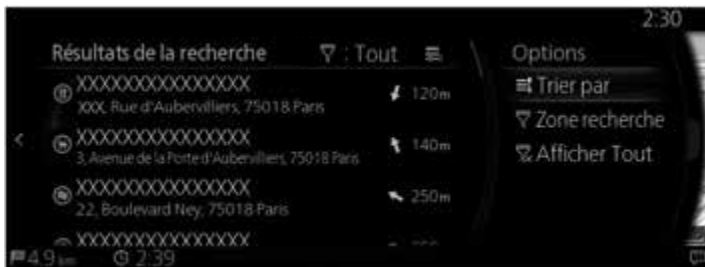 2:30
Résultats de la recherche : Tout
XXXXXXXXXXXXXXX
XXX, Rue d'Aubervilliers, 75018 Paris
120m
XXXXXXXXXXXXXXX
3, Avenue de la Porte d'Aubervilliers, 75018 Paris
140m
XXXXXXXXXXXXXXX
22, Boulevard Ney, 75018 Paris
250m
XXXXXXXXXXXXXXX
4.9 km 2:39
Options
Trier par
Zone recherche
Afficher Tout